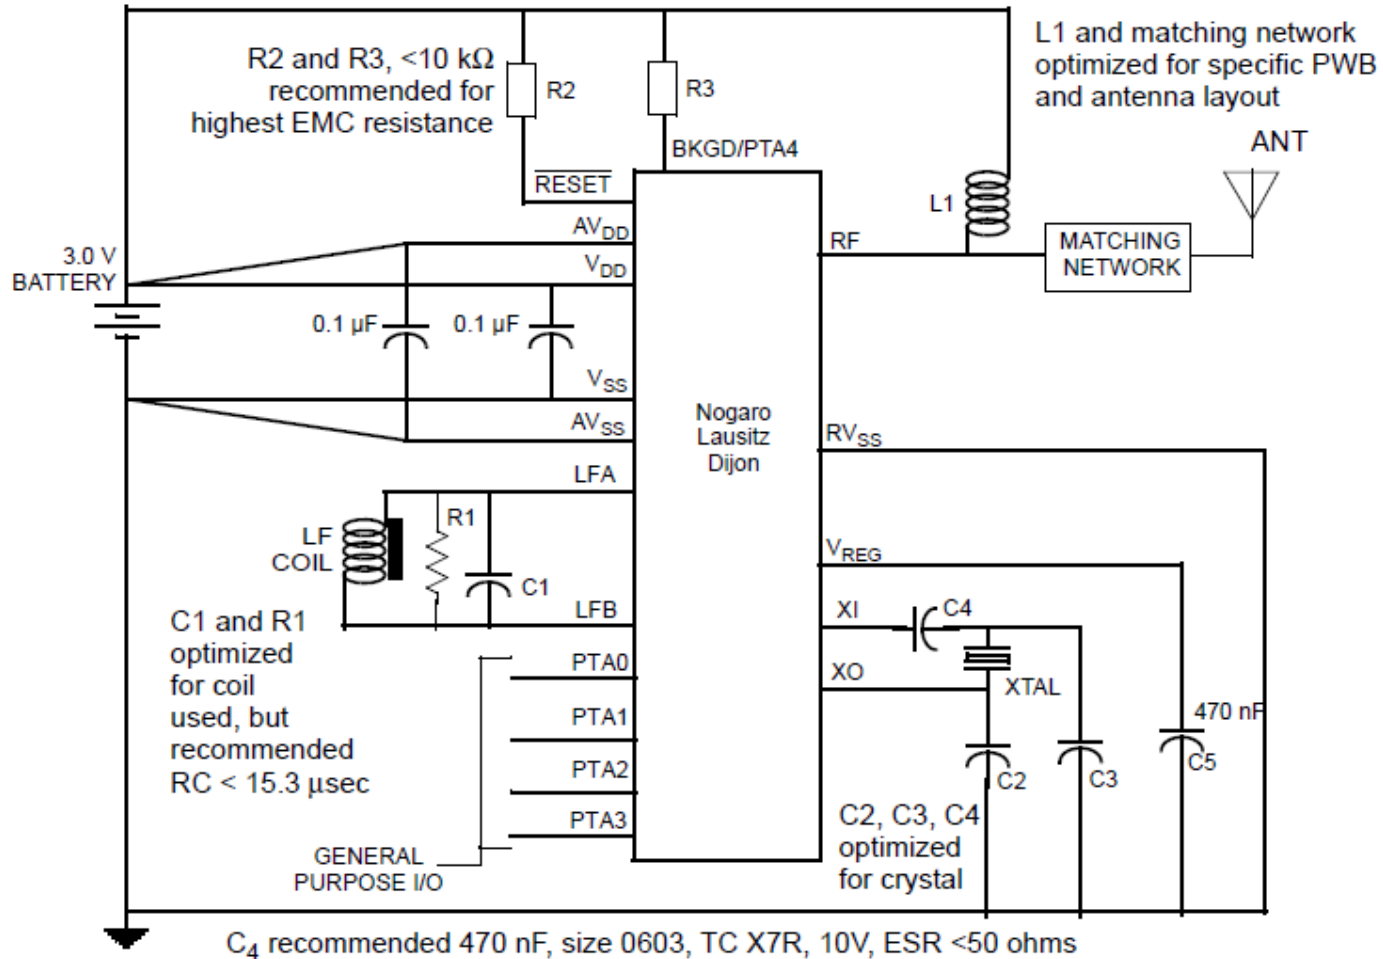 R2 and R3, <10 kΩ
recommended for
highest EMC resistance
R2
R3
L1 and matching network
optimized for specific PWB
and antenna layout
ANT
BKGD/PTA4
RESET
AVDD
VDD
3.0 V
BATTERY
0.1 µF
0.1 µF
VSS
AVSS
L1
RF
MATCHING
NETWORK
Nogaro
Lausitz
Dijon
RVSS
LFA
LF
COIL
R1
C1
LFB
VREG
XI
C4
XO
XTAL
C1 and R1
optimized
for coil
used, but
recommended
RC < 15.3 µsec
PTA0
PTA1
PTA2
PTA3
GENERAL
PURPOSE I/O
470 nF
C5
C2
C3
C2, C3, C4
optimized
for crystal
C4 recommended 470 nF, size 0603, TC X7R, 10V, ESR <50 ohms